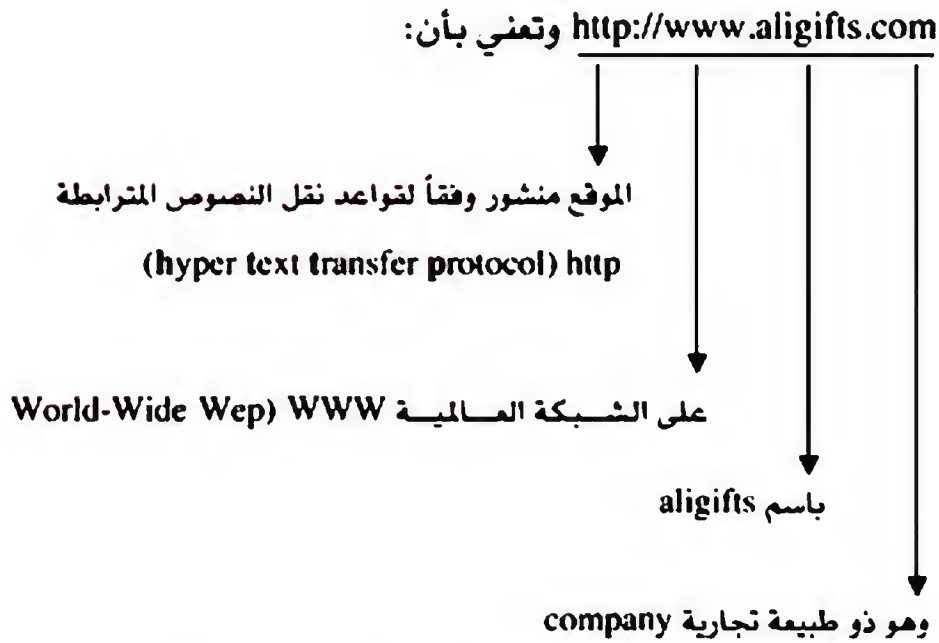 http://www.aligifts.com وتعني بأن:
الموقع منشور وفقاً لقواعد نقل النصوص المترابطة
http (hyper text transfer protocol)
على الشبكة العالمية WWW (World-Wide Wep
باسم aligifts
وهو ذو طبيعة تجارية company